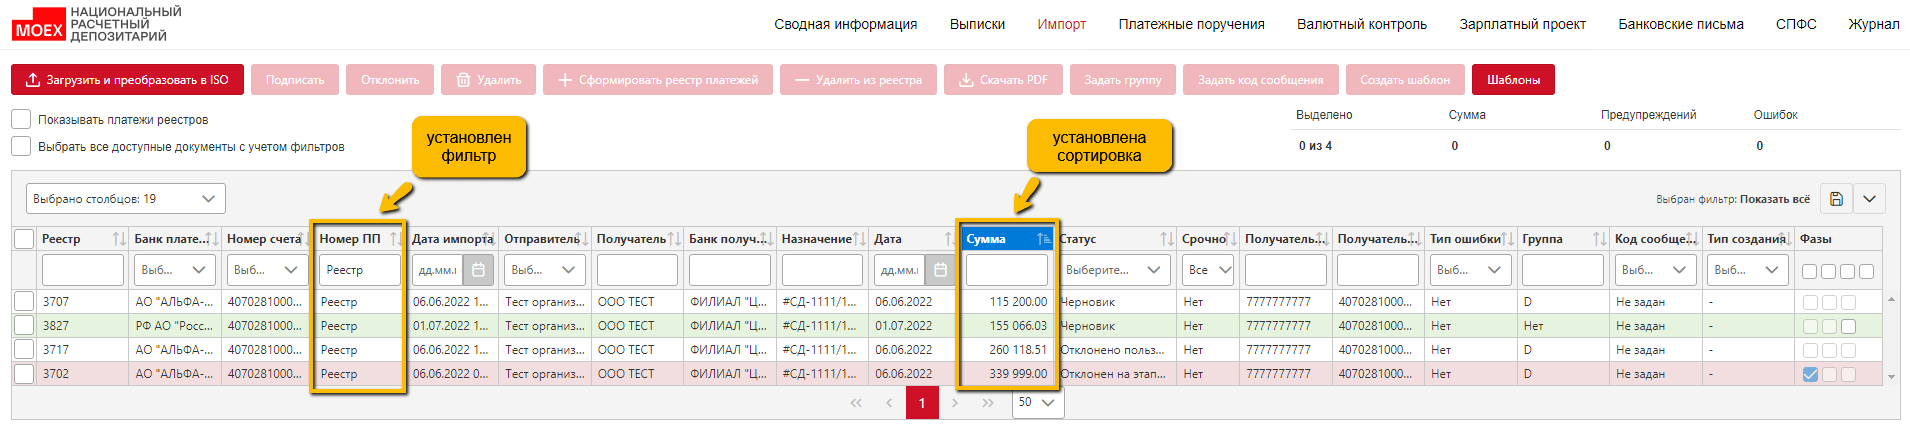 MOEX
НАЦИОНАЛЬНЫЙ
РАСЧЕТНЫЙ
ДЕПОЗИТАРИЙ
Сводная информация Выписки Импорт Платежные поручения Валютный контроль Зарплатный проект Банковские письма СПФС Журнал
Загрузить и преобразовать в ISO Подписать Отклонить Удалить Сформировать реестр платежей Удалить из реестра Скачать PDF Задать группу Задать код сообщения Создать шаблон Шаблоны
Показывать платежи реестров
Выбрать все доступные документы с учетом фильтров
установлен
фильтр
установлена
сортировка
Выделено Сумма Предупреждений Ошибок
0 из 4 0 0 0
Выбрано столбцов: 19
Выбран фильтр: Показать всё
Реестр Банк плате... Номер счета Номер ПП Дата импорта Отправитель Получатель Банк получ... Назначение Дата Сумма Статус Срочно Получатель... Получатель... Тип ошибки Группа Код сообще... Тип создания Фазы
Выб... Выб... Реестр дд.мм.г Выб... дд.мм.г Выберите... Все Выб... Выб... Выб...
3707 АО "АЛЬФА-... 4070281000... Реестр 06.06.2022 1... Тест организ... ООО ТЕСТ ФИЛИАЛ "Ц... #СД-1111/1... 06.06.2022 115 200.00 Черновик Нет 7777777777 4070281000... Нет D Не задан -
3827 РФ АО "Росс... 4070281000... Реестр 01.07.2022 1... Тест организ... ООО ТЕСТ ФИЛИАЛ "Ц... #СД-1111/1... 01.07.2022 155 066.03 Черновик Нет 7777777777 4070281000... Нет Нет Не задан -
3717 АО "АЛЬФА-... 4070281000... Реестр 06.06.2022 1... Тест организ... ООО ТЕСТ ФИЛИАЛ "Ц... #СД-1111/1... 06.06.2022 260 118.51 Отклонено польз... Нет 7777777777 4070281000... Нет D Не задан -
3702 АО "АЛЬФА-... 4070281000... Реестр 06.06.2022 0... Тест организ... ООО ТЕСТ ФИЛИАЛ "Ц... #СД-1111/1... 06.06.2022 339 999.00 Отклонен на этап... Нет 7777777777 4070281000... Нет D Не задан -
1 50